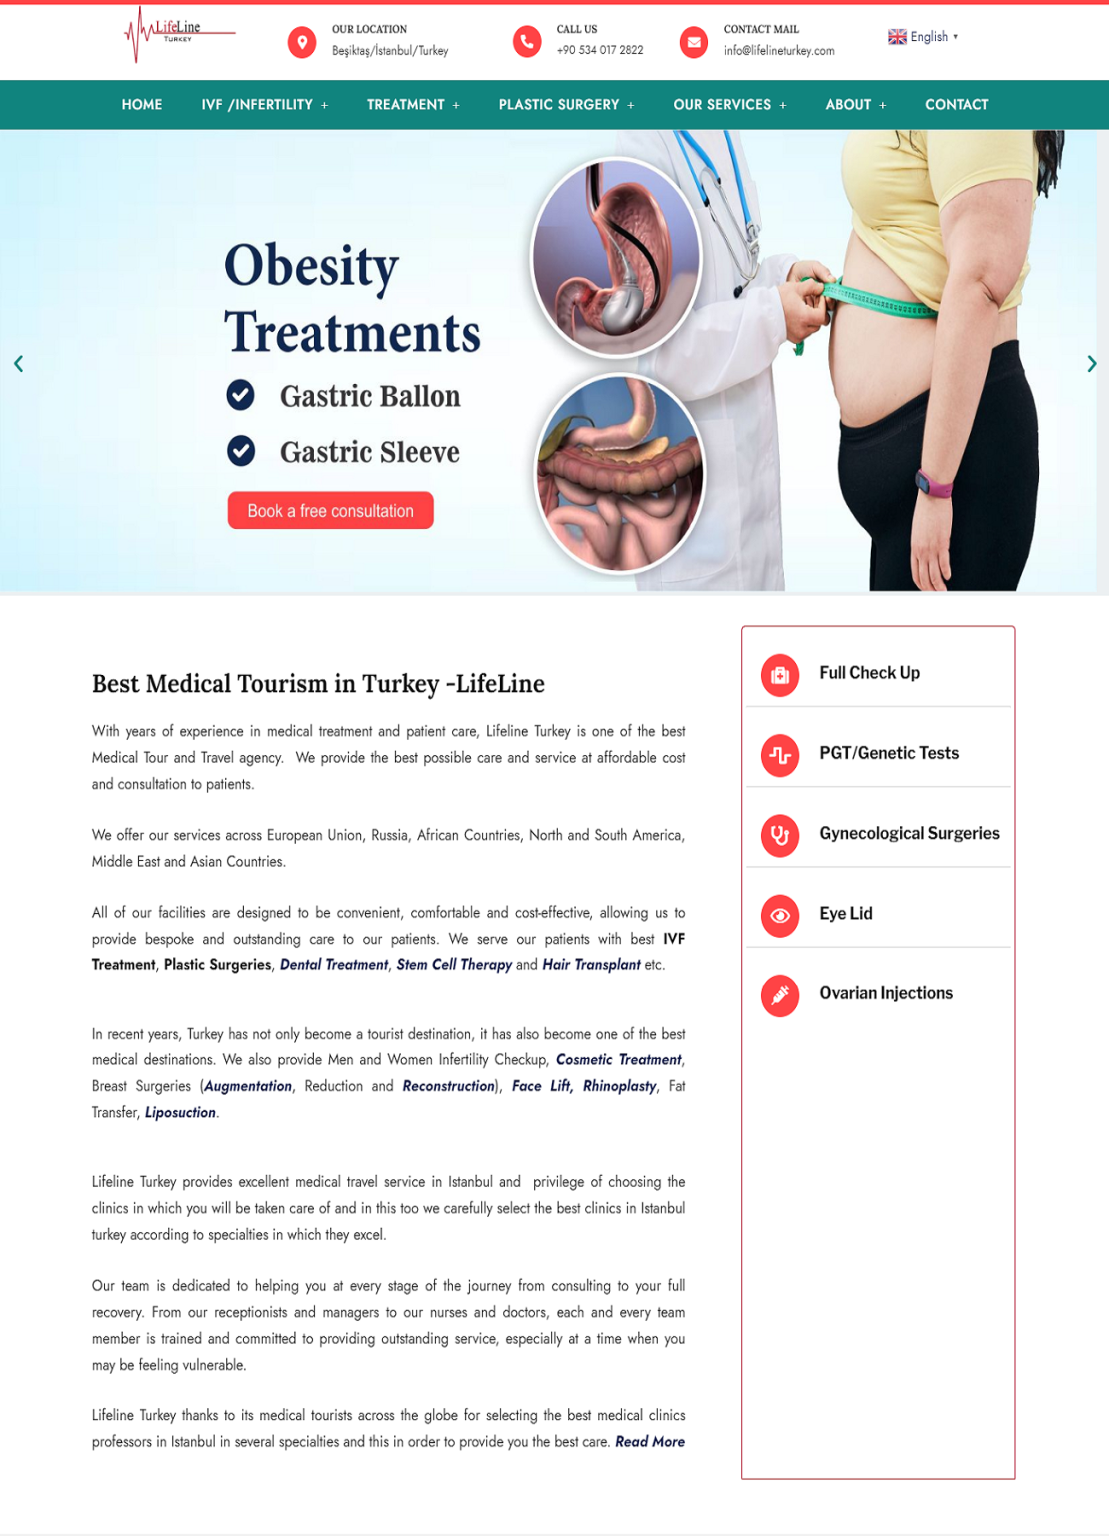 LifeLine
TURKEY
OUR LOCATION
Beşiktaş/İstanbul/Turkey
CALL US
+90 534 017 2822
CONTACT MAIL
info@lifelineturkey.com
English
HOME
IVF /INFERTILITY +
TREATMENT +
PLASTIC SURGERY +
OUR SERVICES +
ABOUT +
CONTACT
Obesity
Treatments
Gastric Ballon
Gastric Sleeve
Book a free consultation
Best Medical Tourism in Turkey -LifeLine
With years of experience in medical treatment and patient care, Lifeline Turkey is one of the best
Medical Tour and Travel agency. We provide the best possible care and service at affordable cost
and consultation to patients.
We offer our services across European Union, Russia, African Countries, North and South America,
Middle East and Asian Countries.
All of our facilities are designed to be convenient, comfortable and cost-effective, allowing us to
provide bespoke and outstanding care to our patients. We serve our patients with best IVF
Treatment, Plastic Surgeries, Dental Treatment, Stem Cell Therapy and Hair Transplant etc.
In recent years, Turkey has not only become a tourist destination, it has also become one of the best
medical destinations. We also provide Men and Women Infertility Checkup, Cosmetic Treatment,
Breast Surgeries (Augmentation, Reduction and Reconstruction), Face Lift, Rhinoplasty, Fat
Transfer, Liposuction.
Lifeline Turkey provides excellent medical travel service in Istanbul and privilege of choosing the
clinics in which you will be taken care of and in this too we carefully select the best clinics in Istanbul
turkey according to specialties in which they excel.
Our team is dedicated to helping you at every stage of the journey from consulting to your full
recovery. From our receptionists and managers to our nurses and doctors, each and every team
member is trained and committed to providing outstanding service, especially at a time when you
may be feeling vulnerable.
Lifeline Turkey thanks to its medical tourists across the globe for selecting the best medical clinics
professors in Istanbul in several specialties and this in order to provide you the best care. Read More
Full Check Up
PGT/Genetic Tests
Gynecological Surgeries
Eye Lid
Ovarian Injections